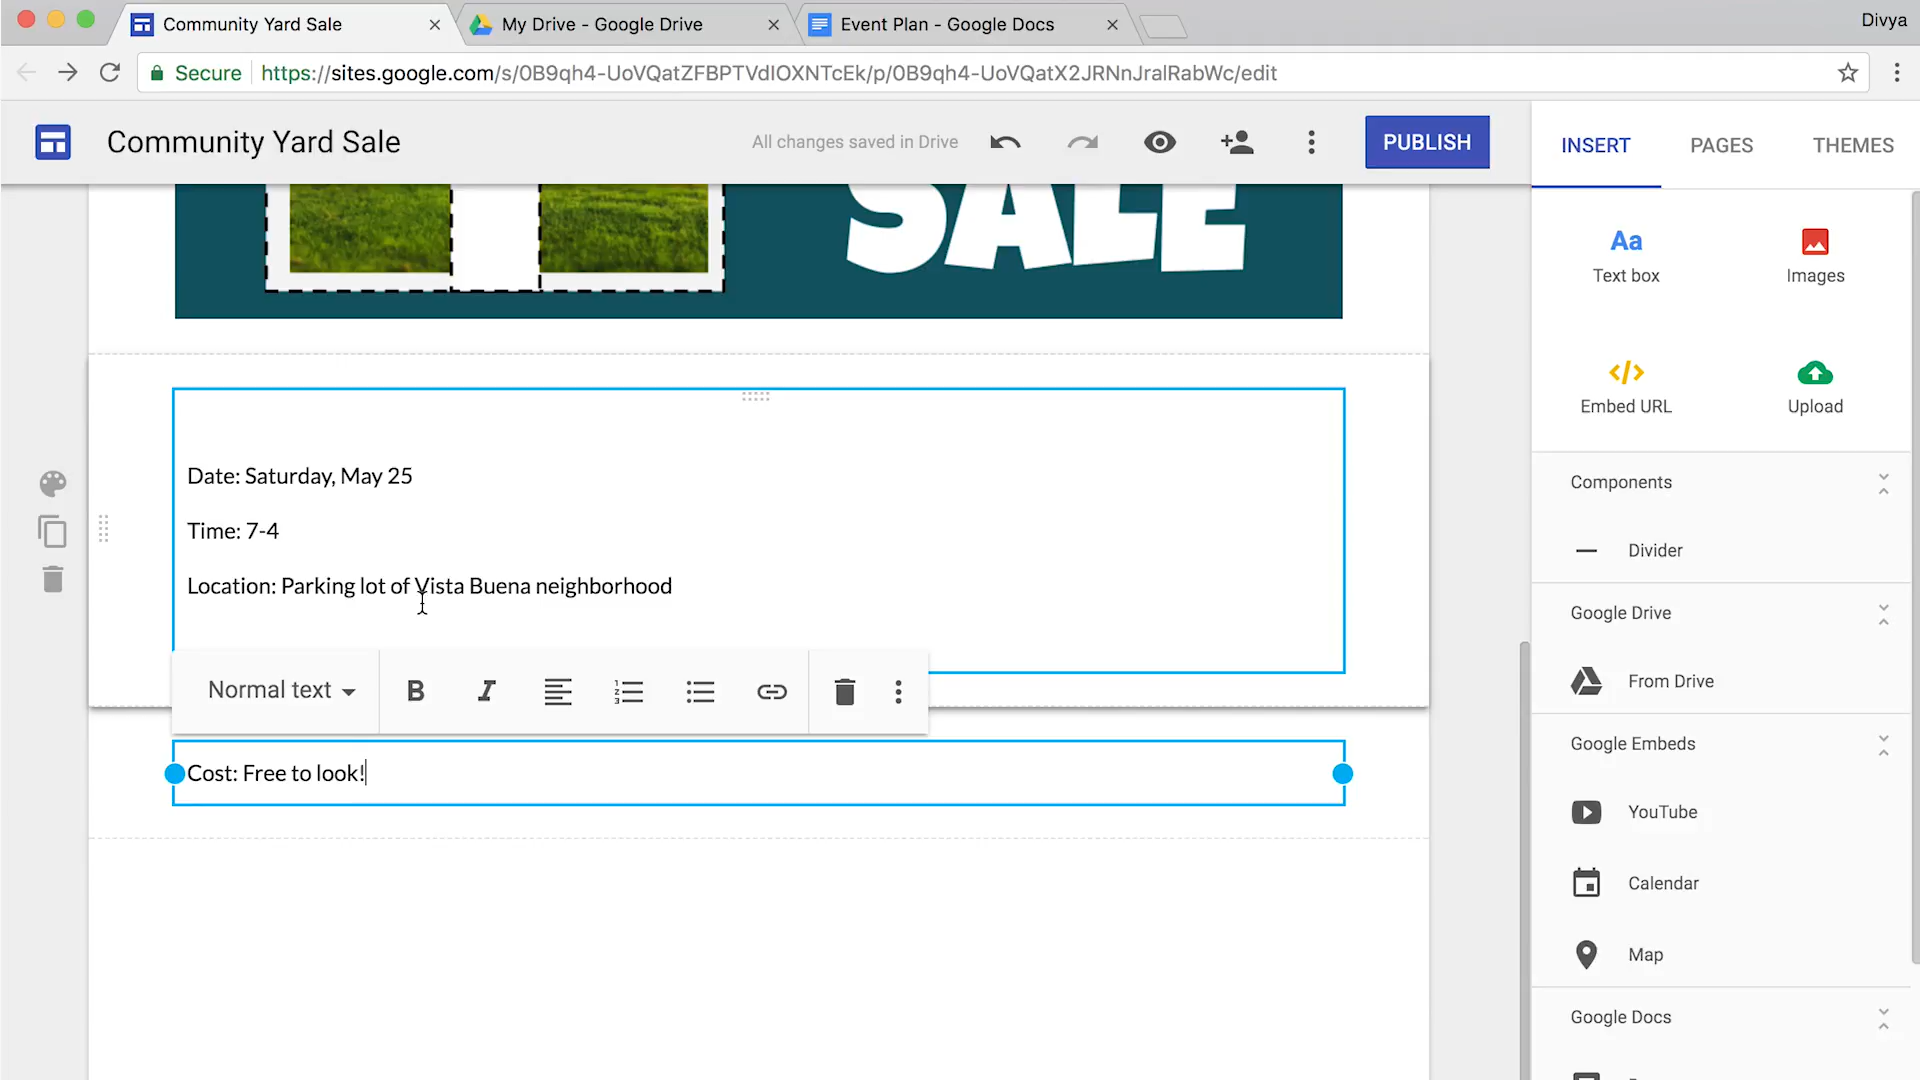 Community Yard Sale
My Drive - Google Drive
Event Plan - Google Docs
Divya
Secure
https://sites.google.com/s/0B9qh4-UoVQatZFBPTVdIOXNTcEk/p/0B9qh4-UoVQatX2JRNnJralRabWc/edit
Community Yard Sale
All changes saved in Drive
PUBLISH
INSERT
PAGES
THEMES
SALE
Aa
Text box
Images
</>
Embed URL
Upload
Date: Saturday, May 25
Time: 7-4
Location: Parking lot of Vista Buena neighborhood
Normal text
B
I
Cost: Free to look!
Components
Divider
Google Drive
From Drive
Google Embeds
YouTube
Calendar
Map
Google Docs